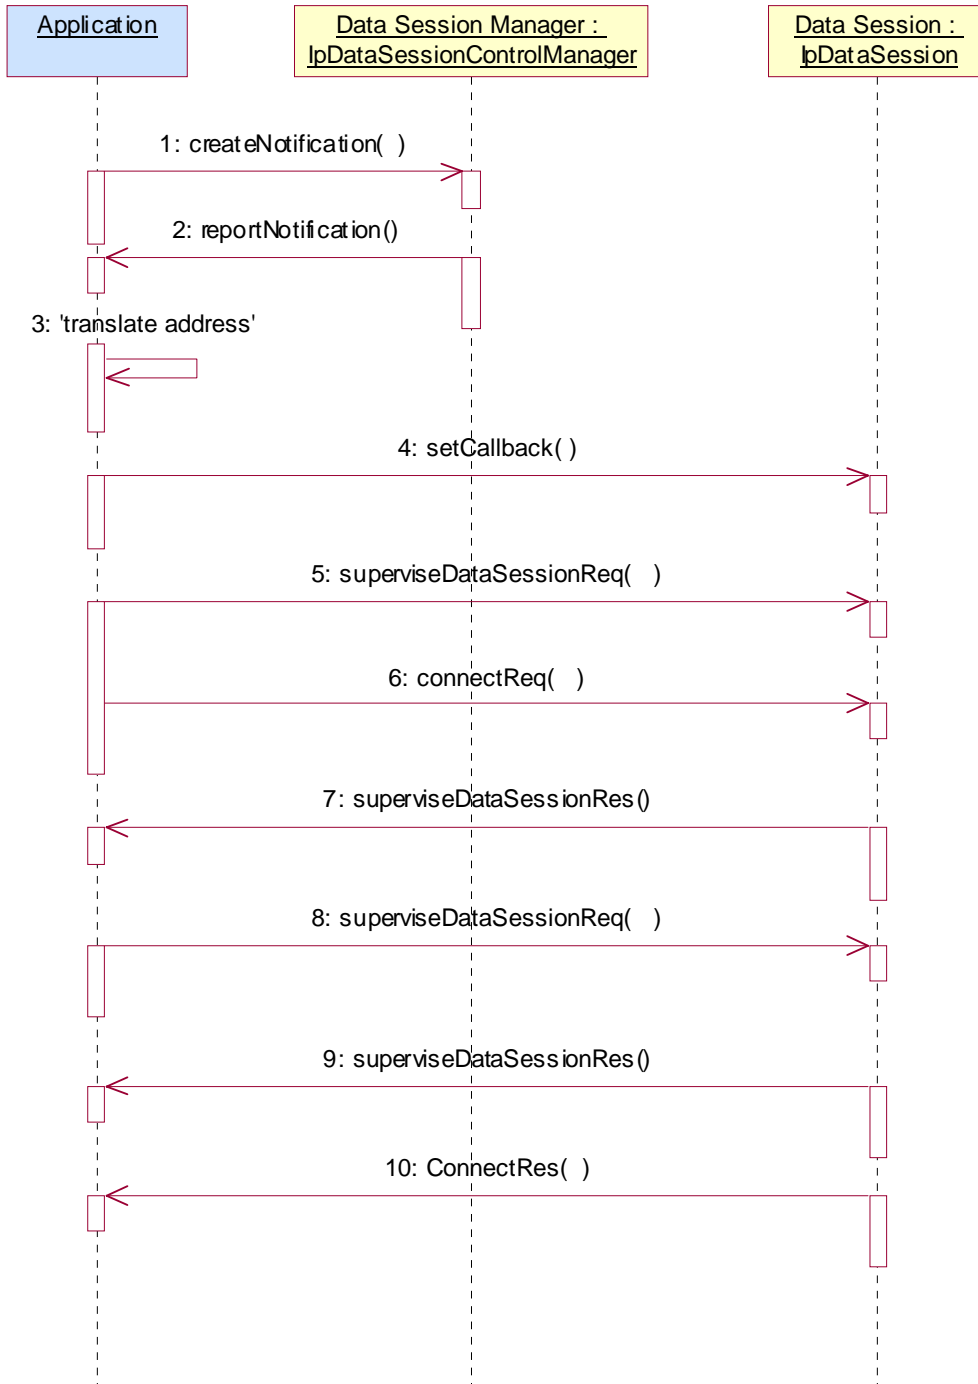 Application
Data Session Manager :
IpDataSessionControlManager
Data Session :
IpDataSession
1: createNotification( )
2: reportNotification()
3: 'translate address'
4: setCallback( )
5: superviseDataSessionReq( )
6: connectReq( )
7: superviseDataSessionRes()
8: superviseDataSessionReq( )
9: superviseDataSessionRes()
10: ConnectRes( )